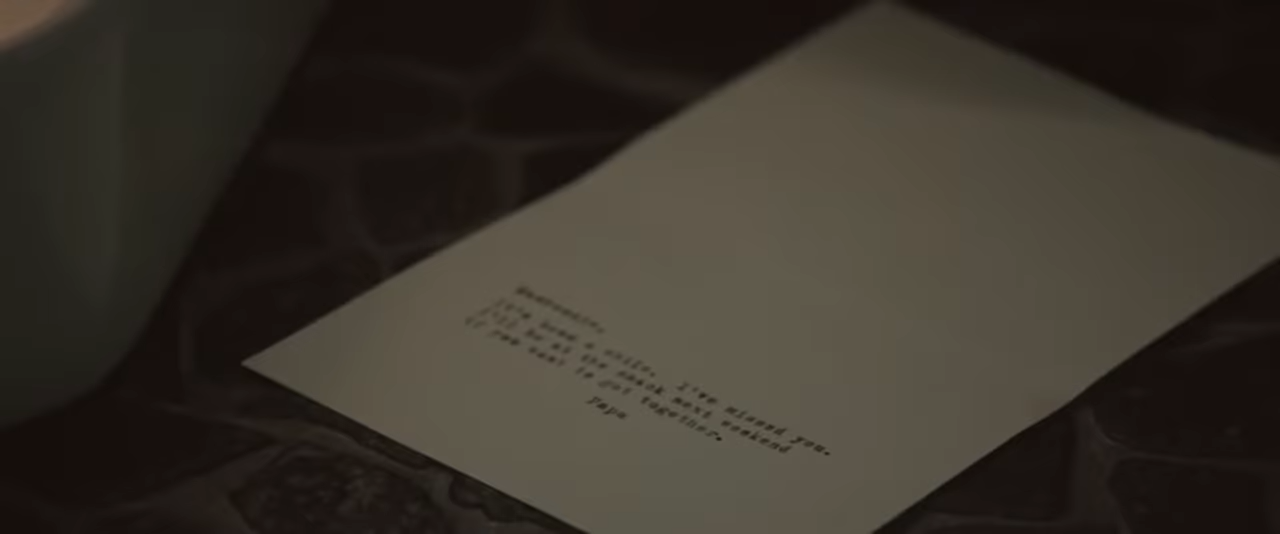 Mackenzie,
It's been a while. I've missed you.
I'll be at the shack next weekend
if you want to get together.
Papa